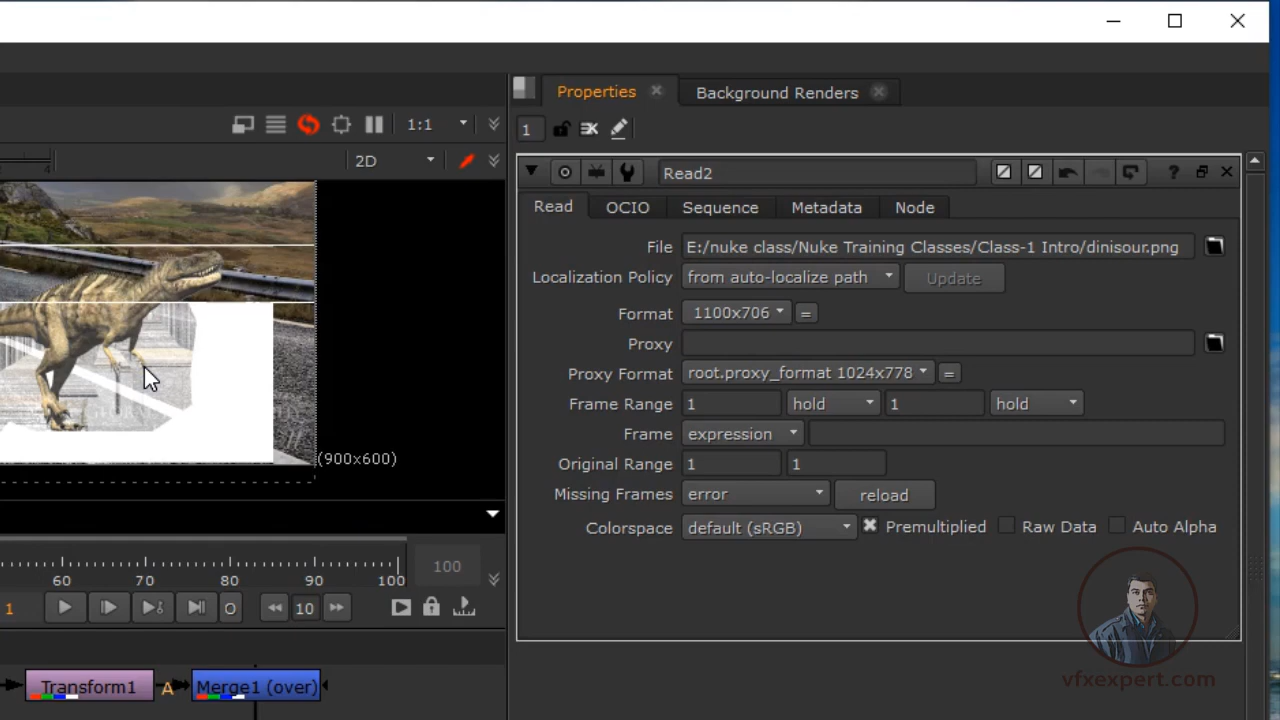 Properties
Background Renders
1:1
1
2D
Read2
?
Read
OCIO
Sequence
Metadata
Node
File
E:/nuke class/Nuke Training Classes/Class-1 Intro/dinisour.png
Localization Policy
from auto-localize path
Update
Format
1100x706
=
Proxy
Proxy Format
root.proxy_format 1024x778
=
Frame Range
1
hold
1
hold
Frame
expression
Original Range
1
1
Missing Frames
error
reload
Colorspace
default (sRGB)
Premultiplied
Raw Data
Auto Alpha
(900x600)
60
70
80
90
100
100
1
O
10
Transform1
A
Merge1 (over)
vfxexpert.com